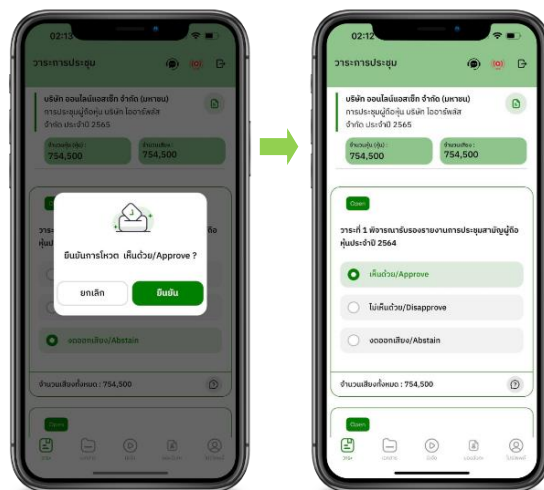 02:13
วาระการประชุม
บริษัท ออนไลน์แอสเซ็ท จำกัด (มหาชน)
การประชุมผู้ถือหุ้น บริษัท ไออาร์พลัส
จำกัด ประจำปี 2565
จำนวนหุ้น (หุ้น) :
754,500
จำนวนเสียง :
754,500
Open
ยืนยันการโหวต เห็นด้วย/Approve ?
ยกเลิก
ยืนยัน
งดออกเสียง/Abstain
จำนวนเสียงทั้งหมด : 754,500
Open
02:12
วาระการประชุม
บริษัท ออนไลน์แอสเซ็ท จำกัด (มหาชน)
การประชุมผู้ถือหุ้น บริษัท ไออาร์พลัส
จำกัด ประจำปี 2565
จำนวนหุ้น (หุ้น) :
754,500
จำนวนเสียง :
754,500
Open
วาระที่ 1 พิจารณารับรองรายงานการประชุมสามัญผู้ถือ
หุ้นประจำปี 2564
เห็นด้วย/Approve
ไม่เห็นด้วย/Disapprove
งดออกเสียง/Abstain
จำนวนเสียงทั้งหมด : 754,500
Open